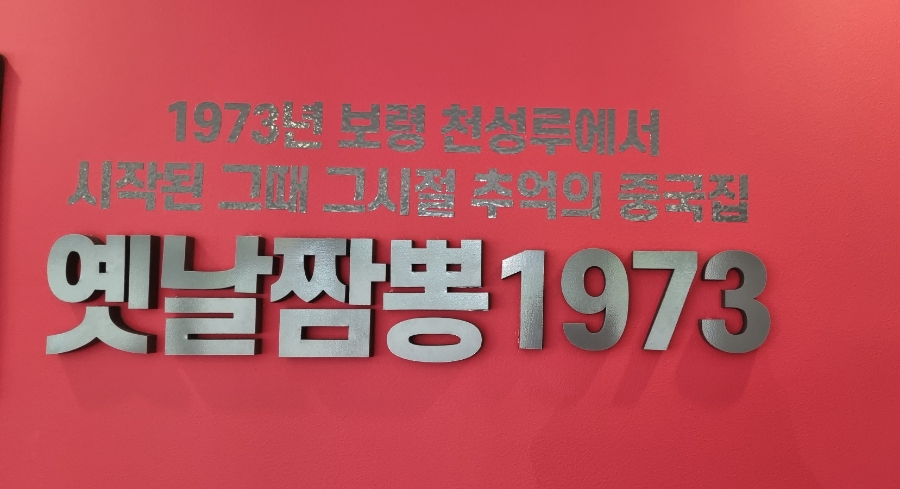 1973년 보령 천성루에서
시작된 그때 그시절 추억의 중국집
옛날짬뽕1973